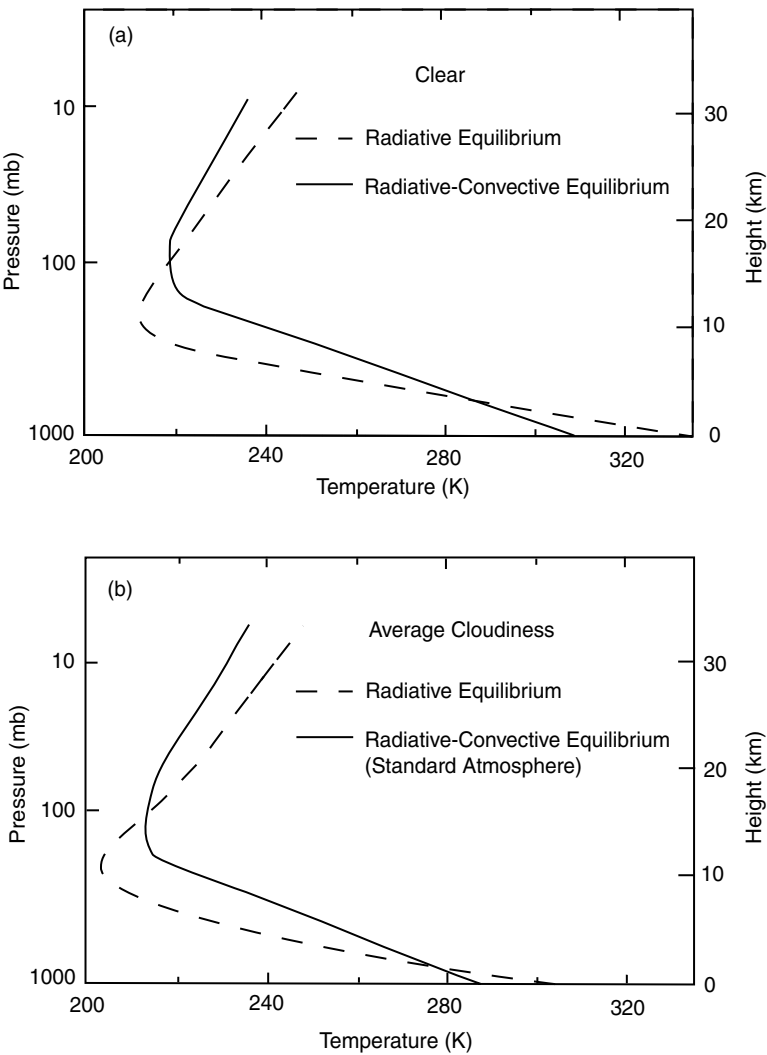 (a)
Clear
Radiative Equilibrium
Radiative-Convective Equilibrium
10
100
1000
Pressure (mb)
30
20
10
0
Height (km)
200
240
280
320
Temperature (K)
(b)
Average Cloudiness
Radiative Equilibrium
Radiative-Convective Equilibrium
(Standard Atmosphere)
10
100
1000
Pressure (mb)
30
20
10
0
Height (km)
200
240
280
320
Temperature (K)